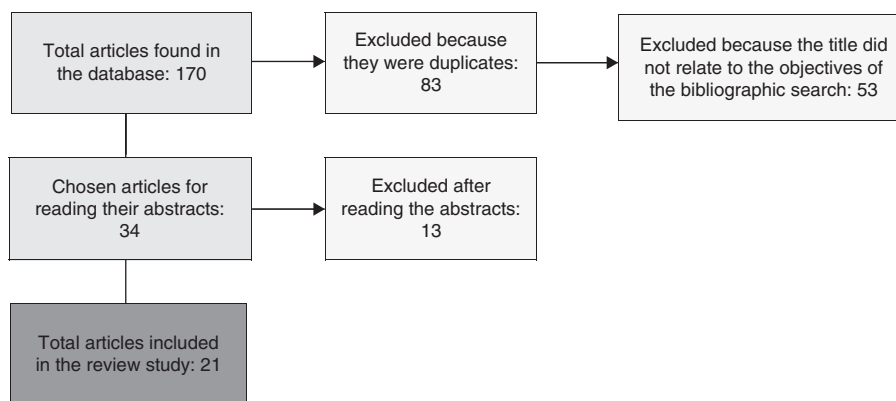 Total articles found in
the database: 170
Excluded because
they were duplicates:
83
Excluded because the title did
not relate to the objectives of
the bibliographic search: 53
Chosen articles for
reading their abstracts:
34
Excluded after
reading the abstracts:
13
Total articles included
in the review study: 21